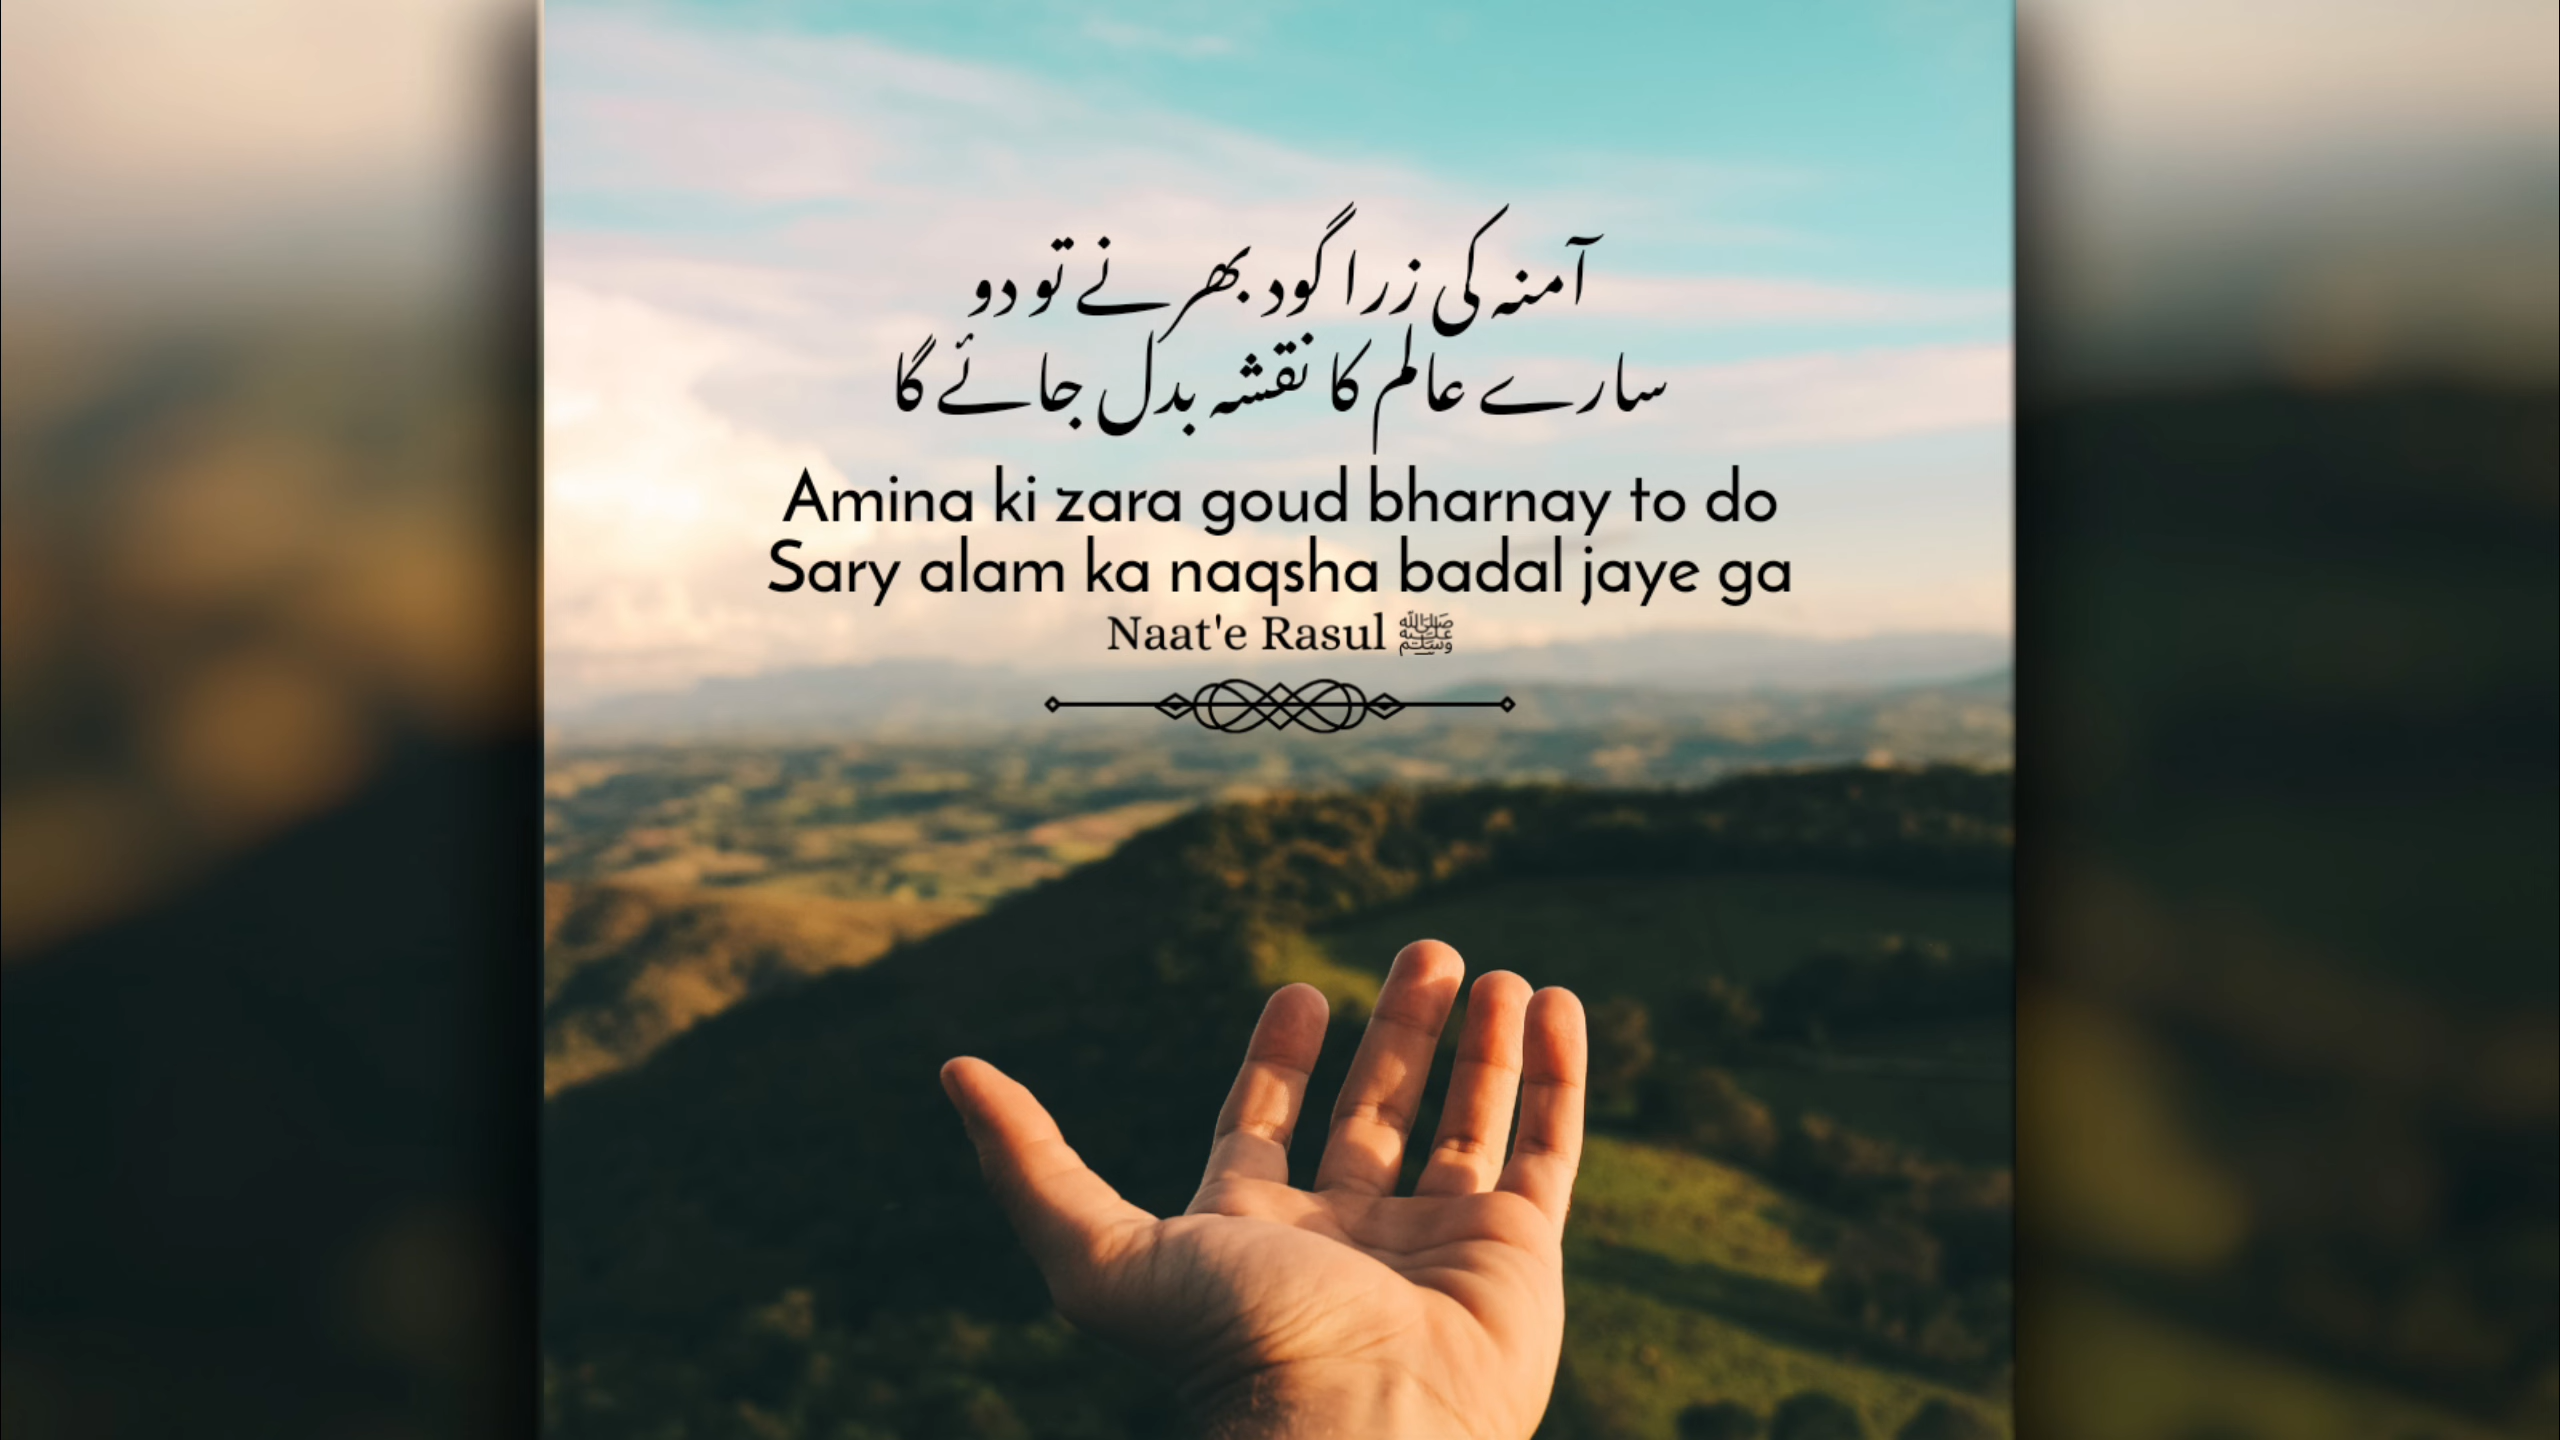 آمنہ کی زرا گود بھرنے تو دو
سارے عالم کا نقشہ بدل جائے گا
Amina ki zara goud bharnay to do
Sary alam ka naqsha badal jaye ga
Naat'e Rasul ﷺ